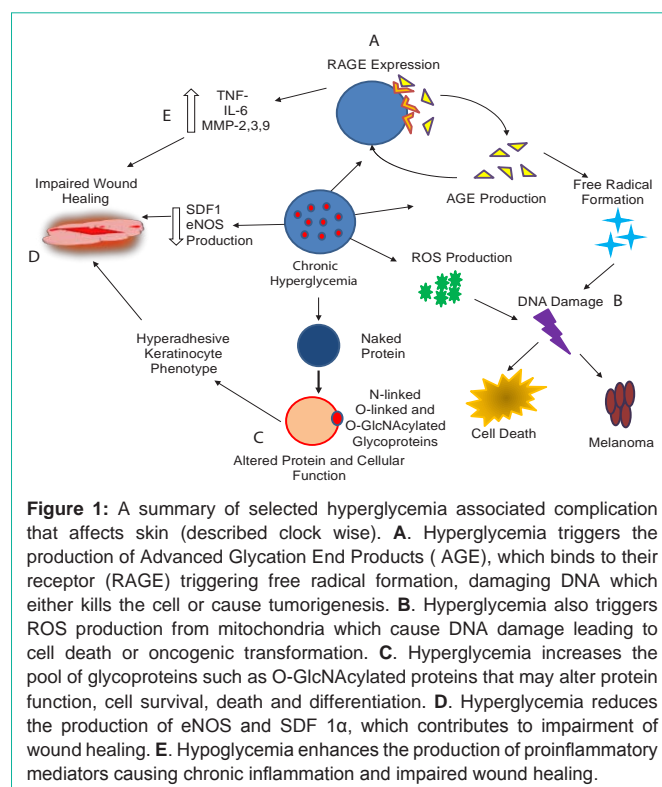 A
RAGE Expression
E
TNF-
IL-6
MMP-2,3,9
AGE Production
Free Radical
Formation
Impaired Wound
Healing
D
SDF1
eNOS
Production
Chronic
Hyperglycemia
ROS Production
DNA Damage
B
Naked
Protein
Hyperadhesive
Keratinocyte
Phenotype
C
N-linked
O-linked and
O-GlcNAcylated
Glycoproteins
Altered Protein and Cellular
Function
Cell Death
Melanoma
Figure 1: A summary of selected hyperglycemia associated complication
that affects skin (described clock wise). A. Hyperglycemia triggers the
production of Advanced Glycation End Products ( AGE), which binds to their
receptor (RAGE) triggering free radical formation, damaging DNA which
either kills the cell or cause tumorigenesis. B. Hyperglycemia also triggers
ROS production from mitochondria which cause DNA damage leading to
cell death or oncogenic transformation. C. Hyperglycemia increases the
pool of glycoproteins such as O-GlcNAcylated proteins that may alter protein
function, cell survival, death and differentiation. D. Hyperglycemia reduces
the production of eNOS and SDF 1α, which contributes to impairment of
wound healing. E. Hypoglycemia enhances the production of proinflammatory
mediators causing chronic inflammation and impaired wound healing.